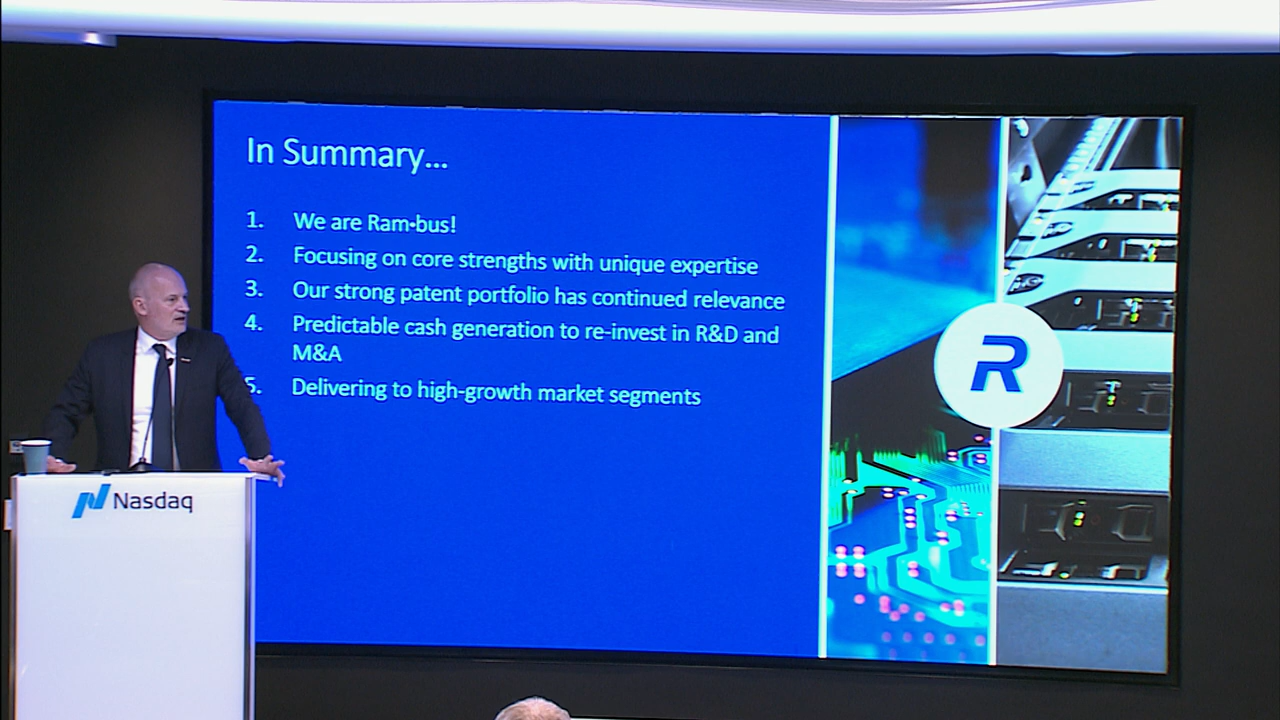 In Summary...
1. We are Ram•bus!
2. Focusing on core strengths with unique expertise
3. Our strong patent portfolio has continued relevance
4. Predictable cash generation to re-invest in R&D and
M&A
5. Delivering to high-growth market segments
R
Nasdaq